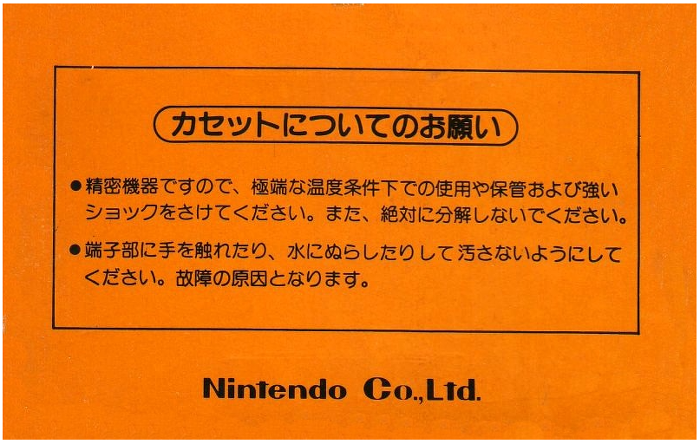 カセットについてのお願い
●精密機器ですので、極端な温度条件下での使用や保管および強い
ショックをさけてください。また、絶対に分解しないでください。
●端子部に手を触れたり、水にぬらしたりして汚さないようにして
ください。故障の原因となります。
Nintendo Co.,Ltd.